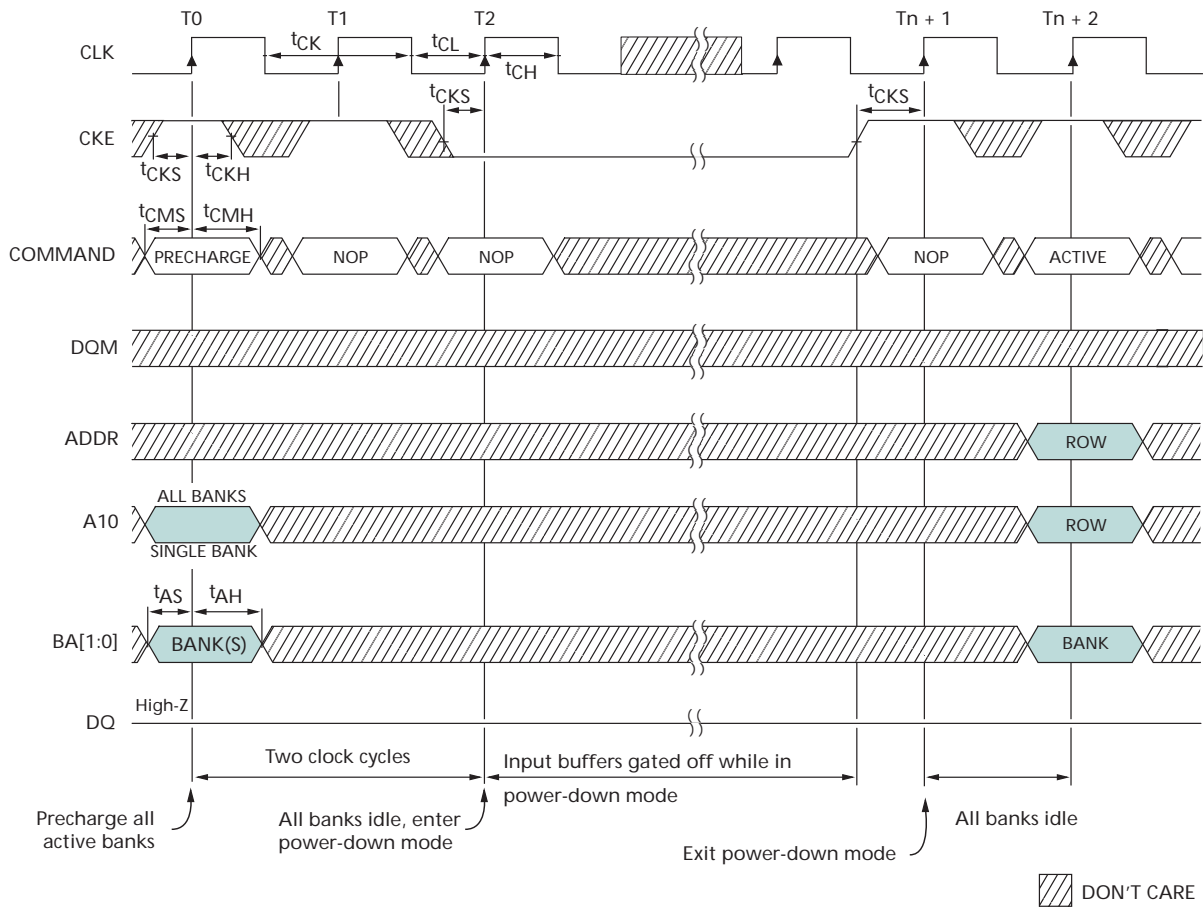 T0 T1 T2 Tn + 1 Tn + 2
CLK
tCK tCL
tCH
tCKS tCKS
CKE
tCKS tCKH
tCMS tCMH
COMMAND PRECHARGE NOP NOP NOP ACTIVE
DQM
ADDR ROW
ALL BANKS
A10 ROW
SINGLE BANK
tAS tAH
BA[1:0] BANK(S) BANK
High-Z
DQ
Two clock cycles
Input buffers gated off while in
power-down mode
Precharge all
active banks
All banks idle, enter
power-down mode
Exit power-down mode
All banks idle
DON'T CARE